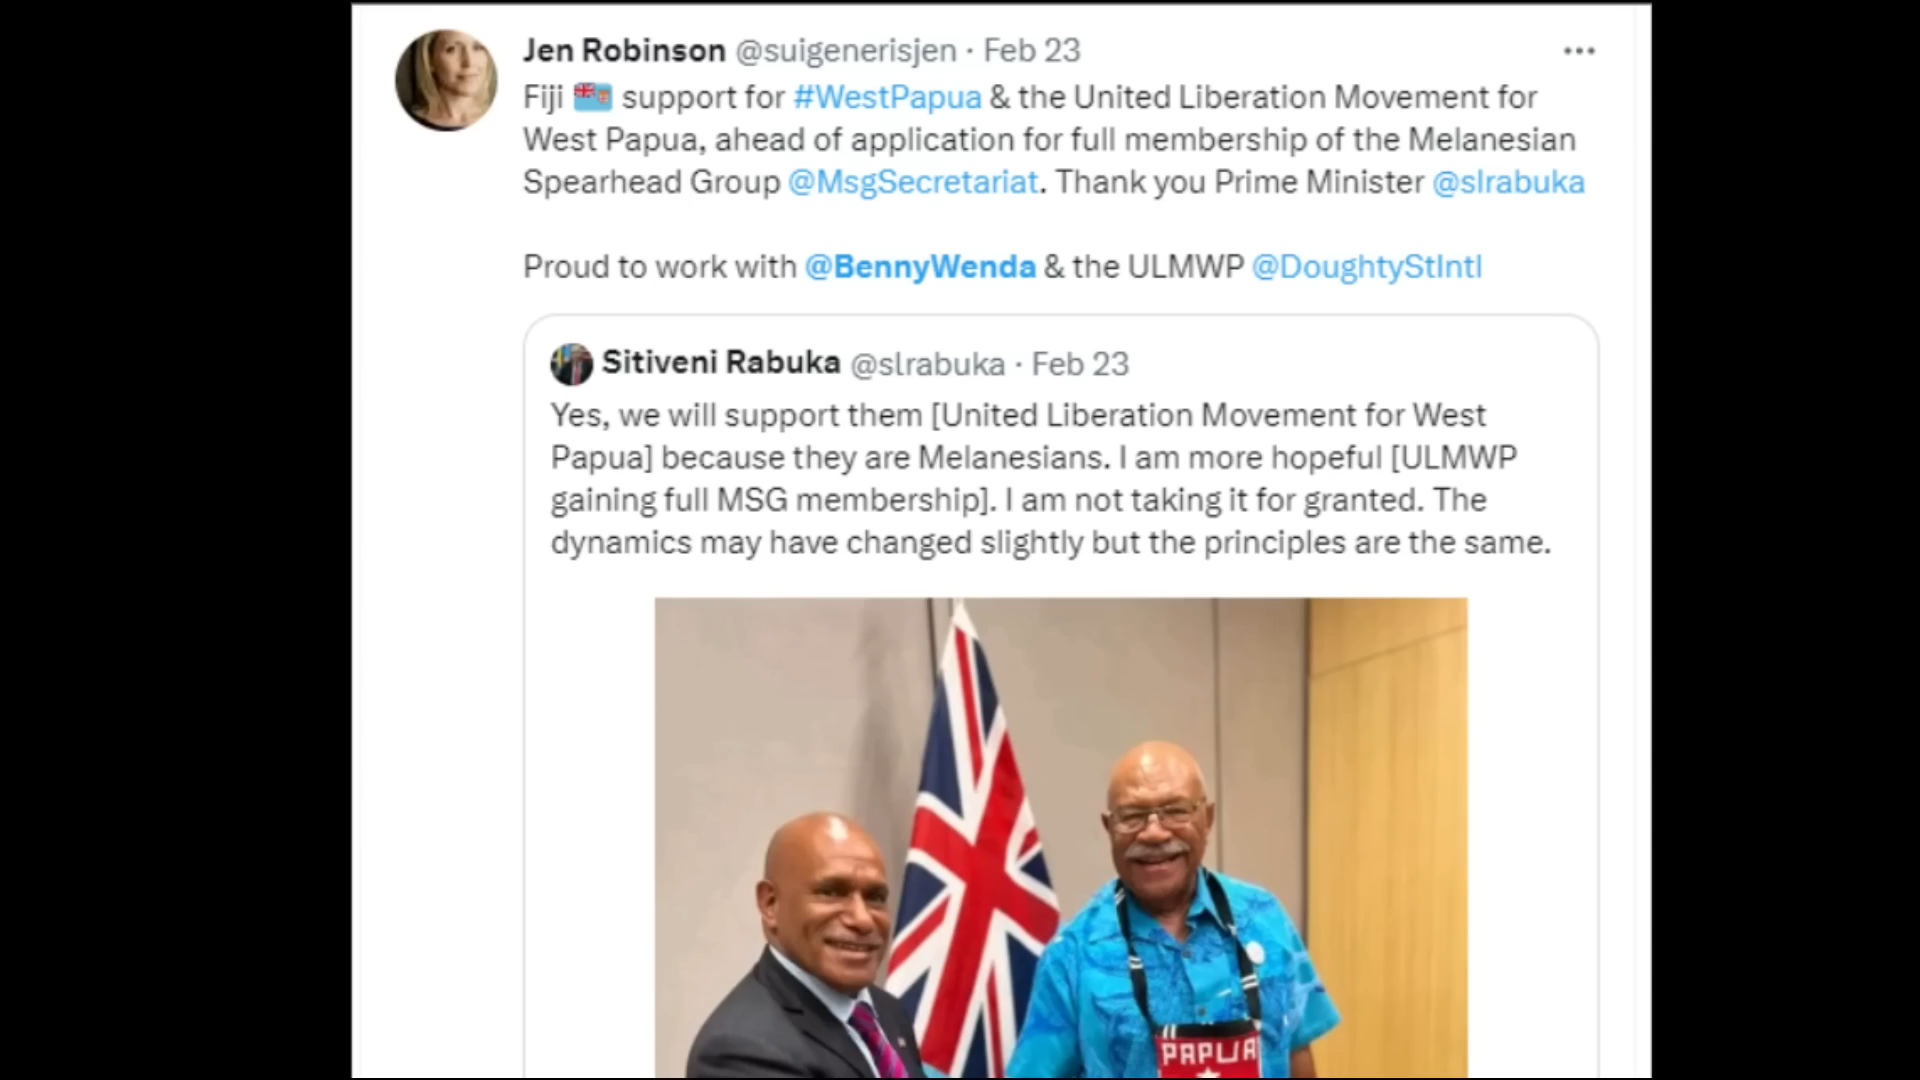 Jen Robinson @suigenerisjen · Feb 23
Fiji 🇫🇯 support for #WestPapua & the United Liberation Movement for
West Papua, ahead of application for full membership of the Melanesian
Spearhead Group @MsgSecretariat. Thank you Prime Minister @slrabuka
Proud to work with @BennyWenda & the ULMWP @DoughtyStIntl
Sitiveni Rabuka @slrabuka · Feb 23
Yes, we will support them [United Liberation Movement for West
Papua] because they are Melanesians. I am more hopeful [ULMWP
gaining full MSG membership]. I am not taking it for granted. The
dynamics may have changed slightly but the principles are the same.
PAPUA